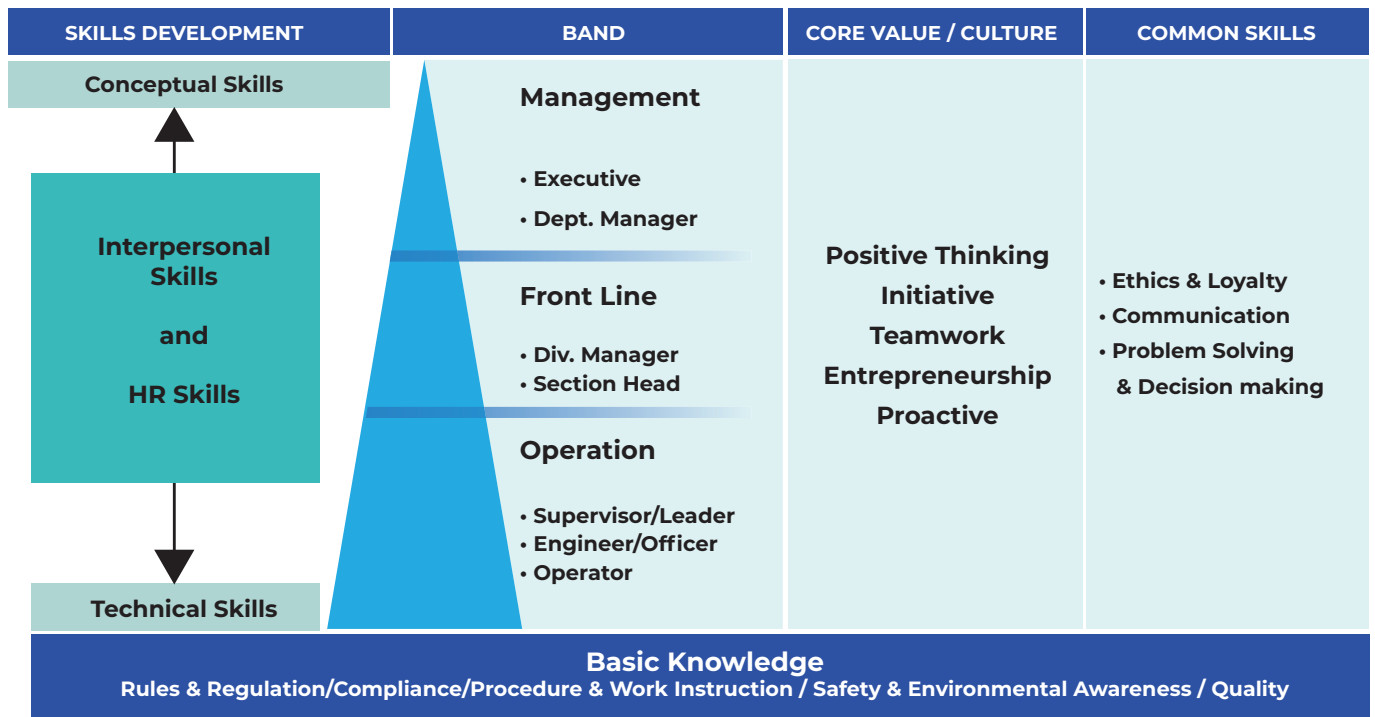 SKILLS DEVELOPMENT
BAND
CORE VALUE / CULTURE
COMMON SKILLS
Conceptual Skills
Interpersonal
Skills
and
HR Skills
Technical Skills
Management
• Executive
• Dept. Manager
Front Line
• Div. Manager
• Section Head
Operation
• Supervisor/Leader
• Engineer/Officer
• Operator
Positive Thinking
Initiative
Teamwork
Entrepreneurship
Proactive
• Ethics & Loyalty
• Communication
• Problem Solving
& Decision making
Basic Knowledge
Rules & Regulation/Compliance/Procedure & Work Instruction / Safety & Environmental Awareness / Quality